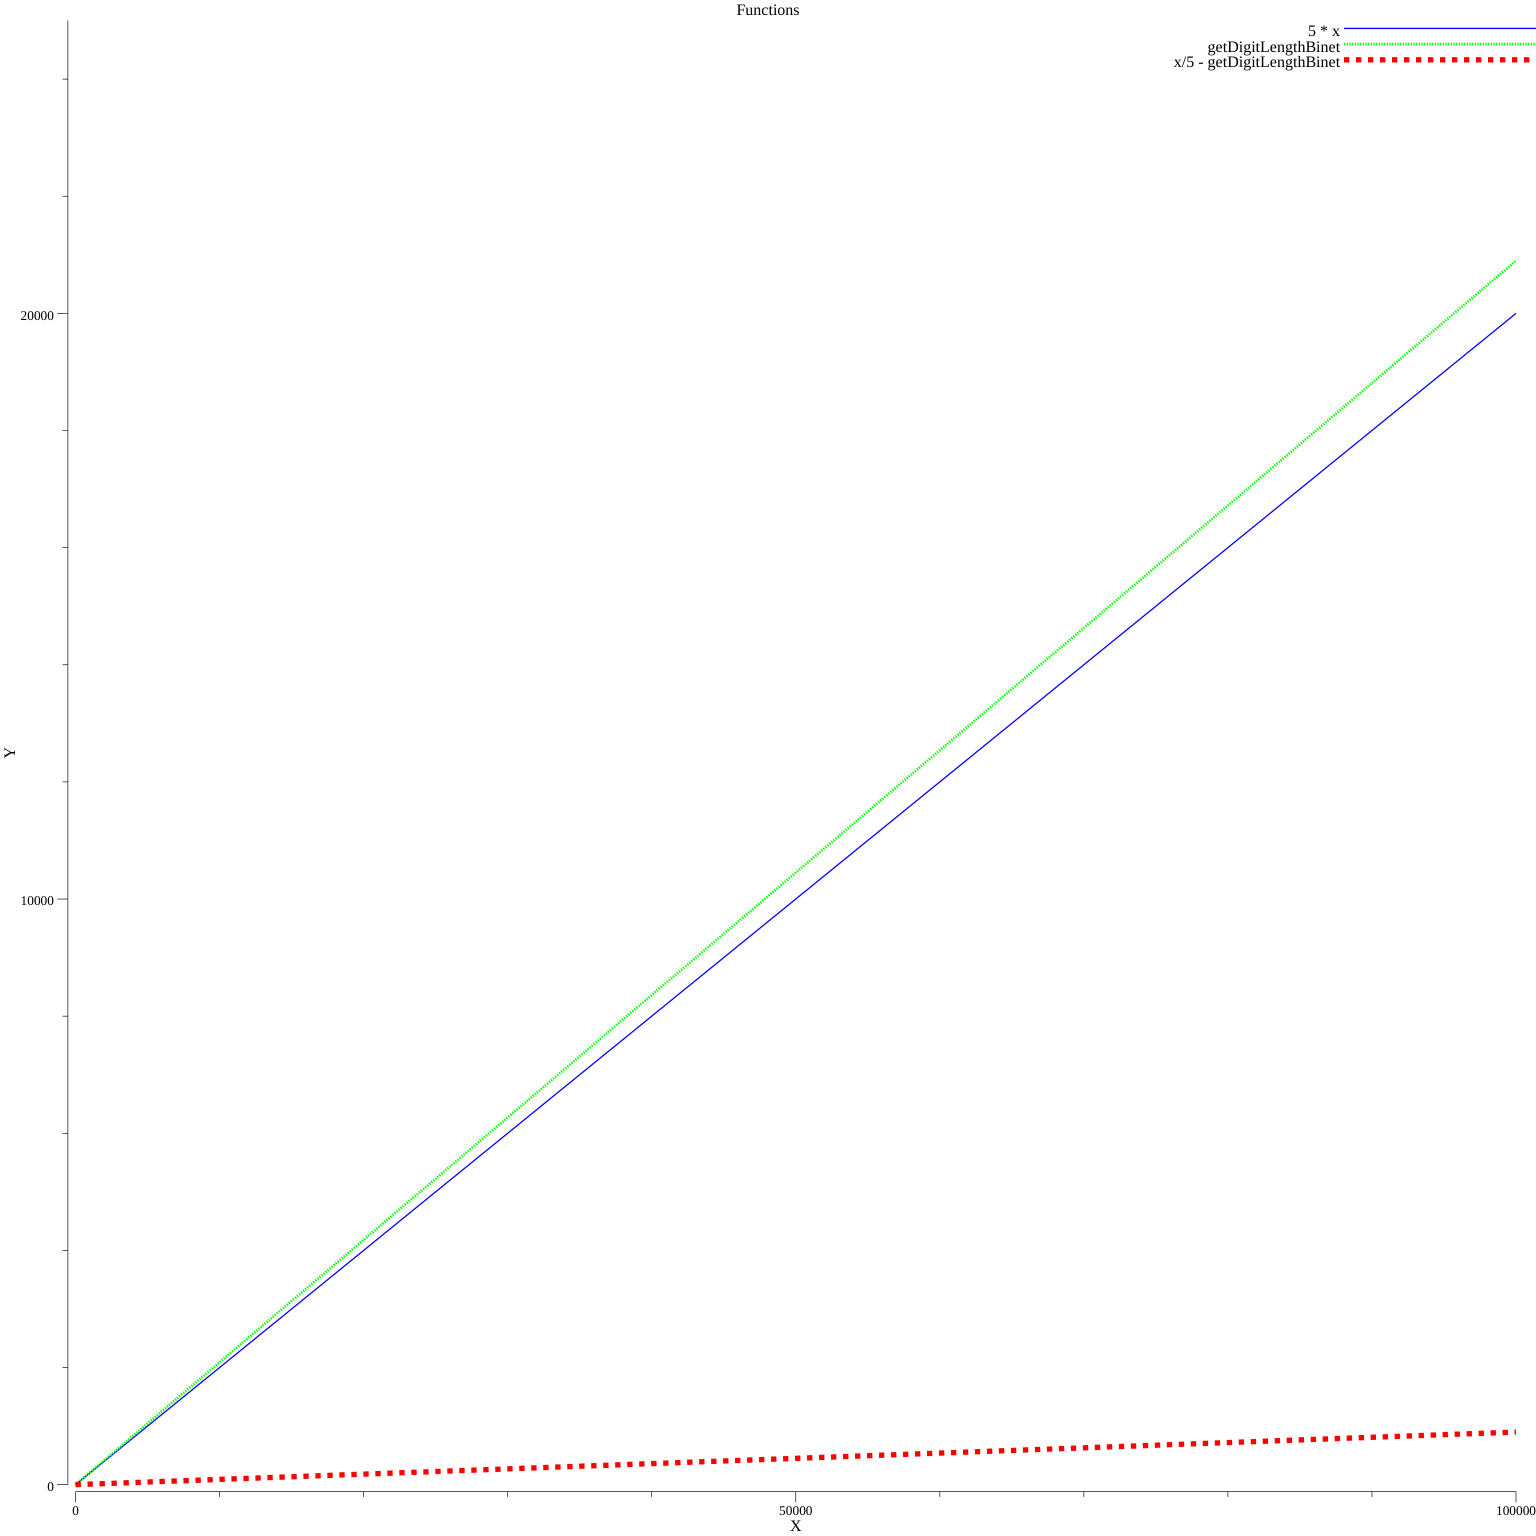 Functions
5 * x
getDigitLengthBinet
x/5 - getDigitLengthBinet
20000
Y
10000
0
0 50000 100000
X